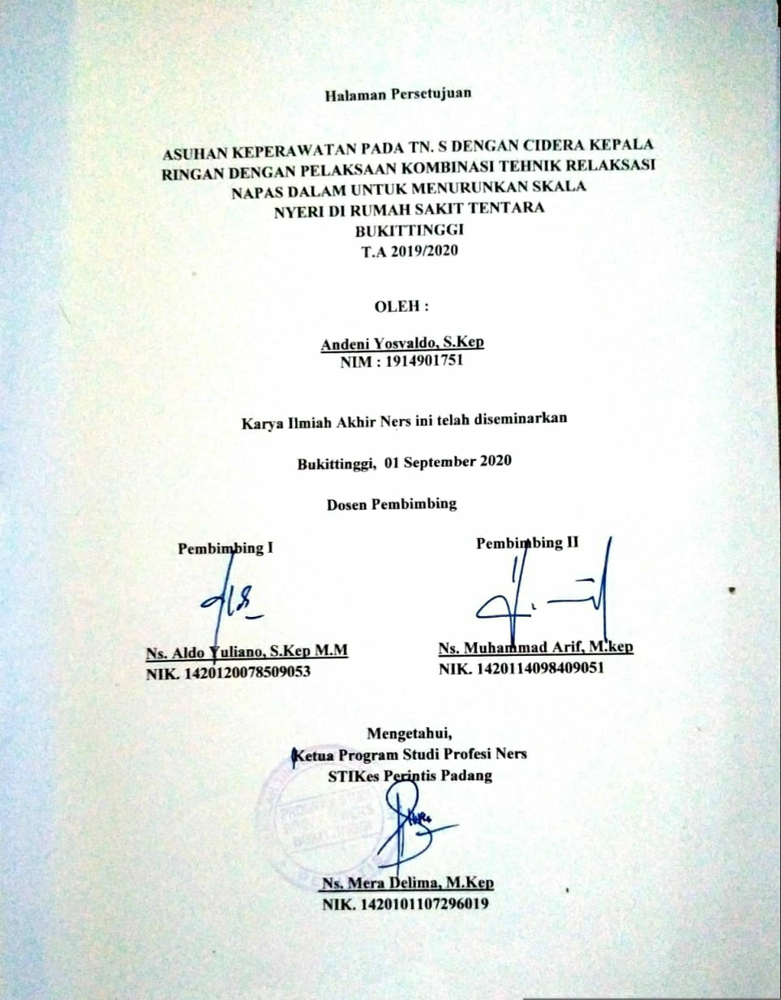 Halaman Persetujuan
ASUHAN KEPERAWATAN PADA TN. S DENGAN CIDERA KEPALA
RINGAN DENGAN PELAKSAAN KOMBINASI TEHNIK RELAKSASI
NAPAS DALAM UNTUK MENURUNKAN SKALA
NYERI DI RUMAH SAKIT TENTARA
BUKITTINGGI
T.A 2019/2020
OLEH :
Andeni Yosvaldo, S.Kep
NIM : 1914901751
Karya Ilmiah Akhir Ners ini telah diseminarkan
Bukittinggi, 01 September 2020
Dosen Pembimbing
Pembimbing I
Pembimbing II
Ns. Aldo Yuliano, S.Kep M.M
NIK. 1420120078509053
Ns. Muhammad Arif, M.kep
NIK. 1420114098409051
Mengetahui,
Ketua Program Studi Profesi Ners
STIKes Perintis Padang
PROGRAM STUDI
Ns. Mera Delima, M.Kep
NIK. 1420101107296019